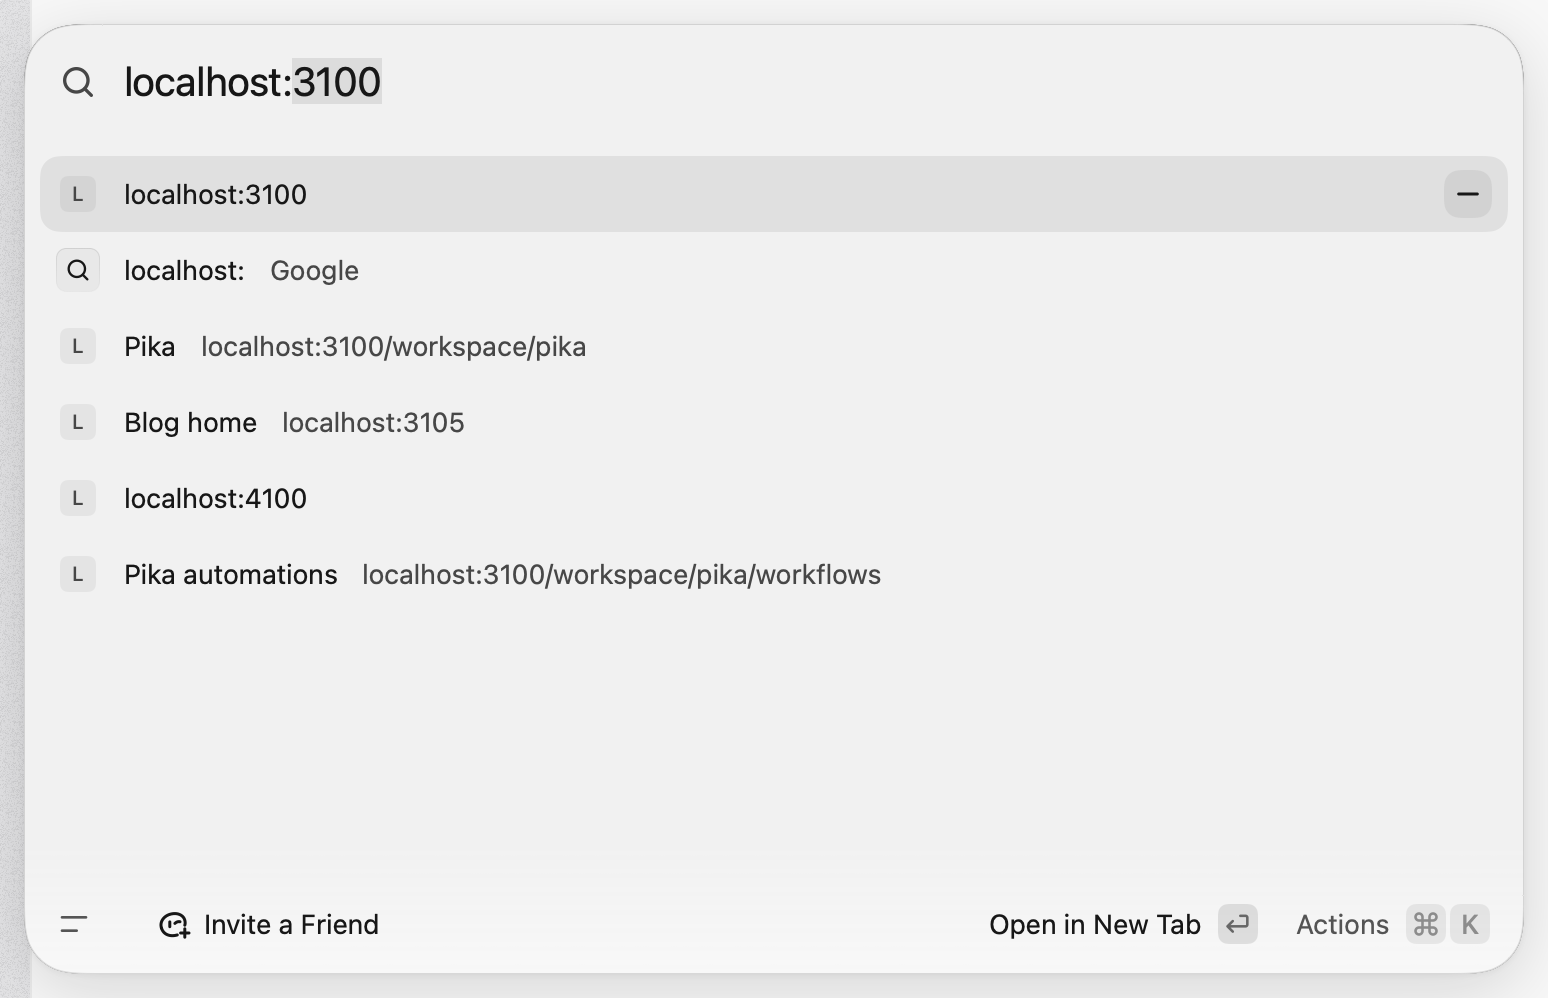 localhost:3100
L localhost:3100
localhost: Google
L Pika localhost:3100/workspace/pika
L Blog home localhost:3105
L localhost:4100
L Pika automations localhost:3100/workspace/pika/workflows
Invite a Friend Open in New Tab Actions ⌘ K